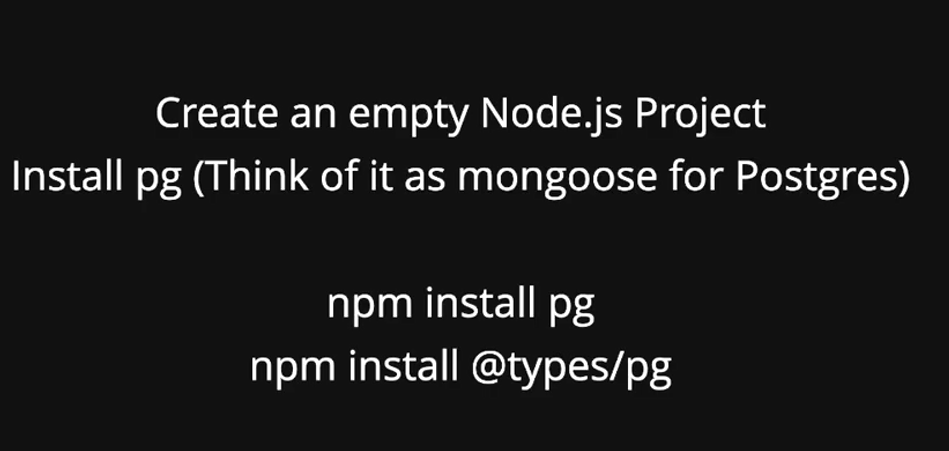 Create an empty Node.js Project
Install pg (Think of it as mongoose for Postgres)
npm install pg
npm install @types/pg